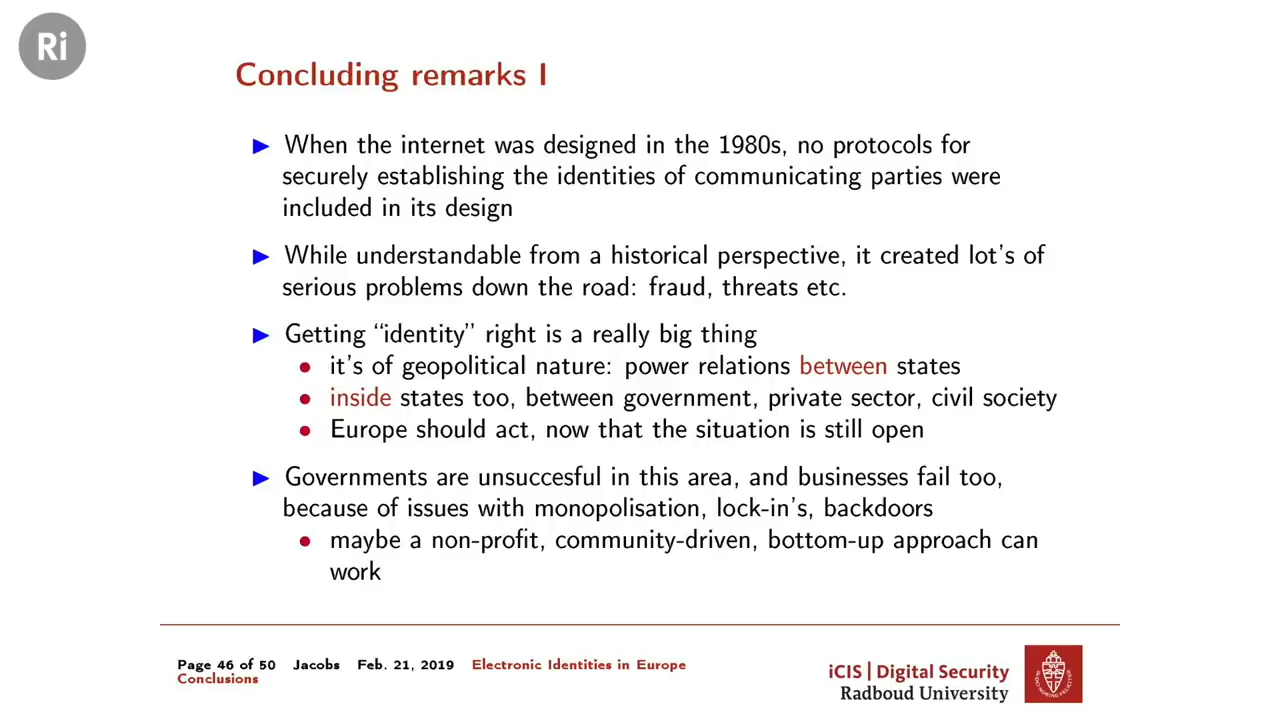 Ri
Concluding remarks I
▶ When the internet was designed in the 1980s, no protocols for
securely establishing the identities of communicating parties were
included in its design
▶ While understandable from a historical perspective, it created lot's of
serious problems down the road: fraud, threats etc.
▶ Getting “identity” right is a really big thing
• it's of geopolitical nature: power relations between states
• inside states too, between government, private sector, civil society
• Europe should act, now that the situation is still open
▶ Governments are unsuccesful in this area, and businesses fail too,
because of issues with monopolisation, lock-in's, backdoors
• maybe a non-profit, community-driven, bottom-up approach can
work
Page 46 of 50 Jacobs Feb. 21, 2019 Electronic Identities in Europe
Conclusions
iCIS | Digital Security
Radboud University